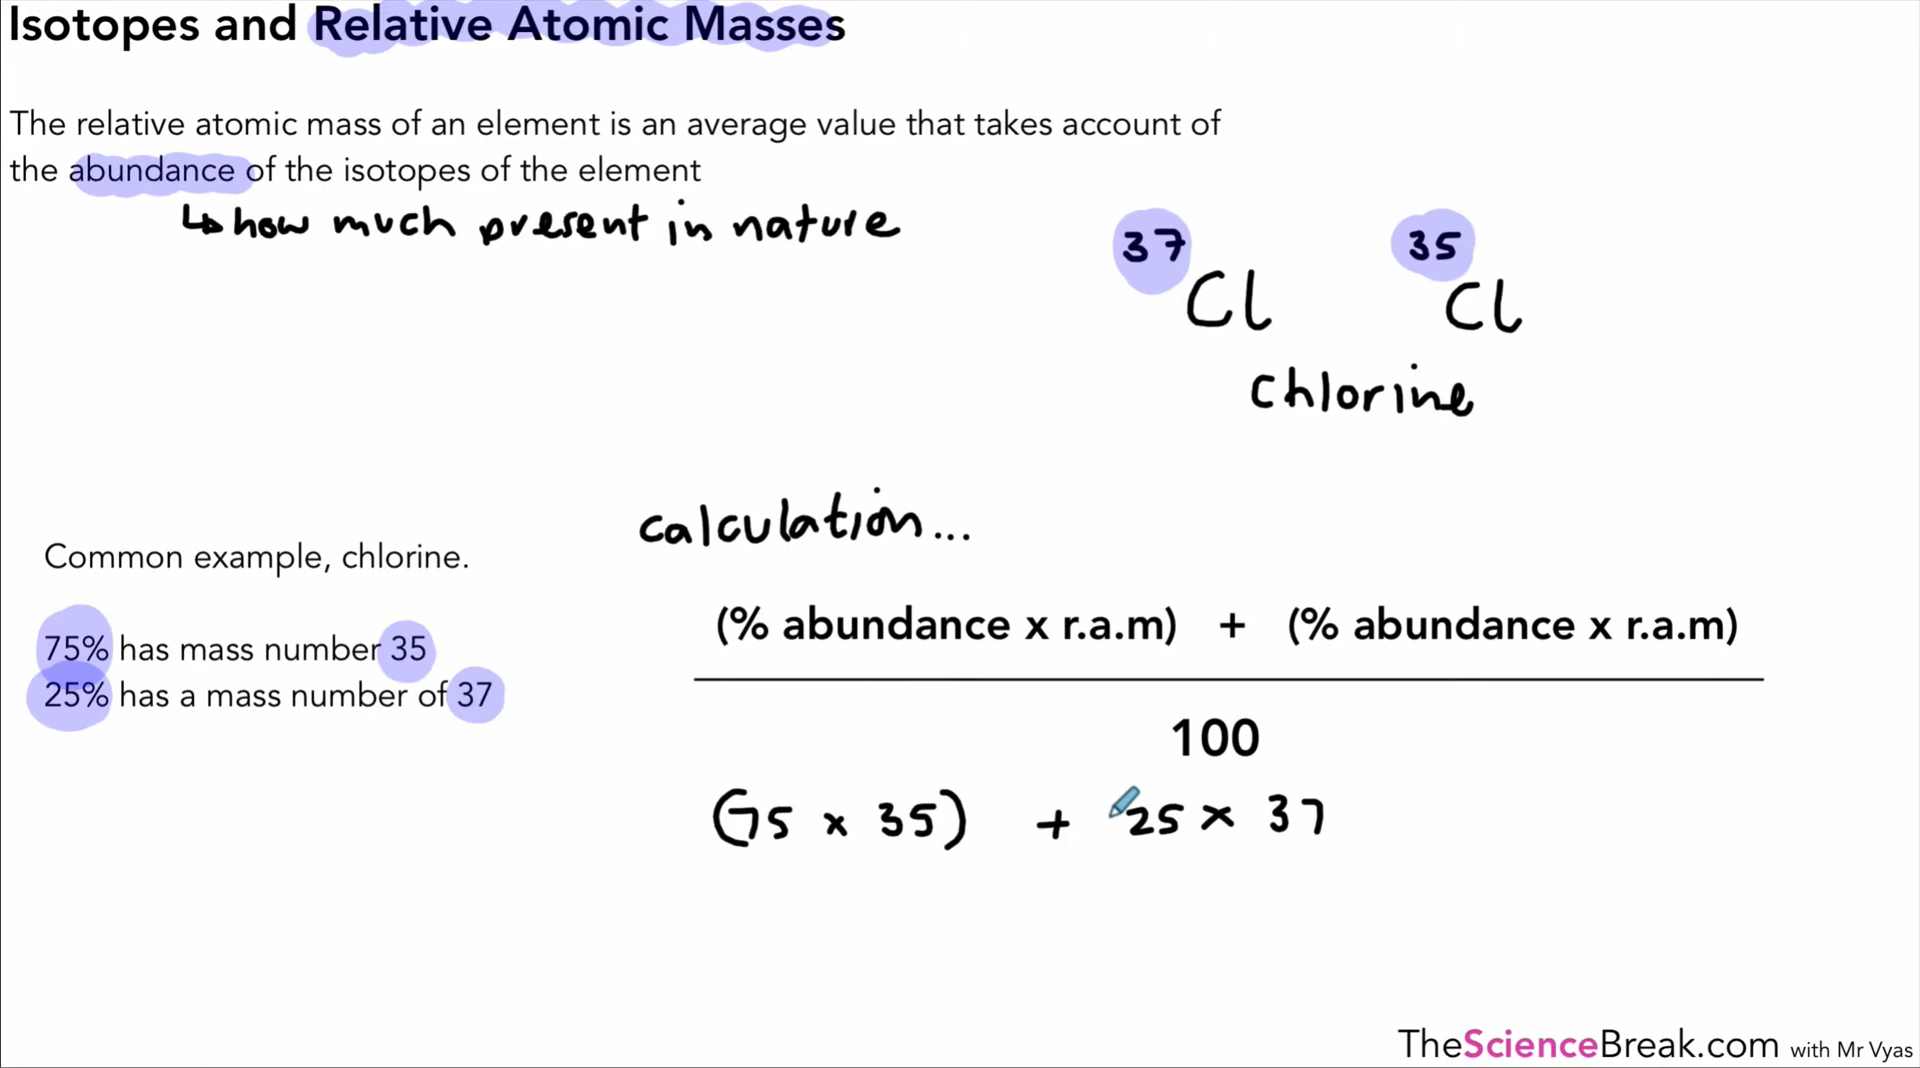 Isotopes and Relative Atomic Masses
The relative atomic mass of an element is an average value that takes account of
the abundance of the isotopes of the element
↳ how much present in nature
37 Cl 35 Cl
chlorine
calculation...
Common example, chlorine.
75% has mass number 35
25% has a mass number of 37
(% abundance x r.a.m) + (% abundance x r.a.m)
100
(75 x 35) + 25 x 37
TheScienceBreak.com with Mr Vyas